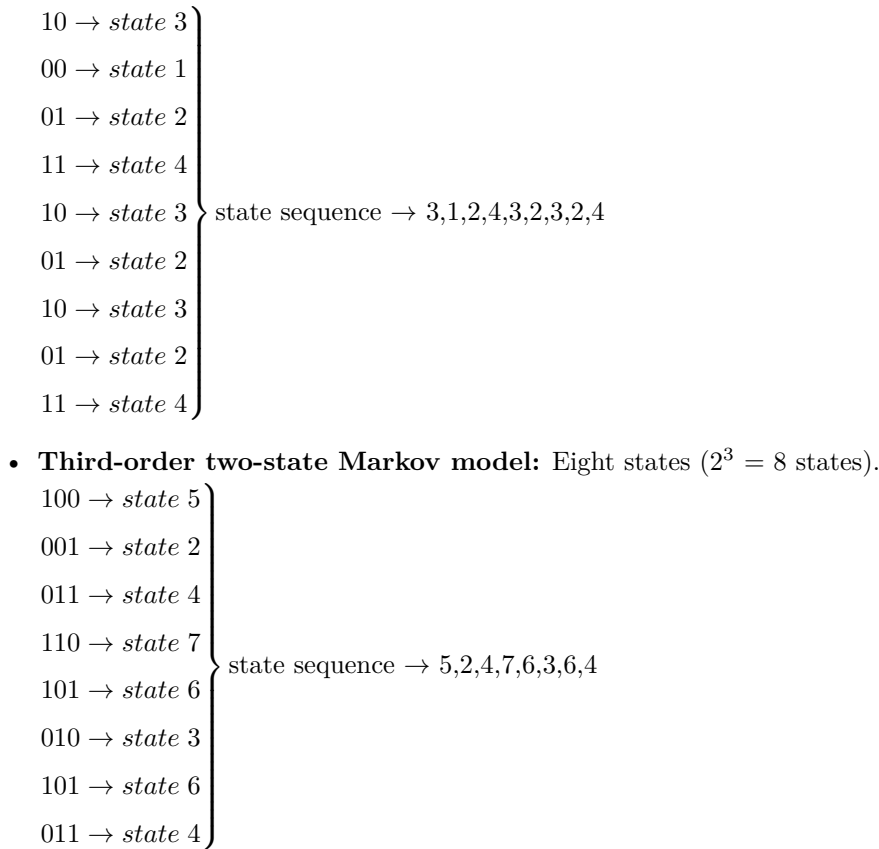 10 → state 3
00 → state 1
01 → state 2
11 → state 4
10 → state 3
01 → state 2
10 → state 3
01 → state 2
11 → state 4
state sequence → 3,1,2,4,3,2,3,2,4
• Third-order two-state Markov model: Eight states (2³ = 8 states).
100 → state 5
001 → state 2
011 → state 4
110 → state 7
101 → state 6
010 → state 3
101 → state 6
011 → state 4
state sequence → 5,2,4,7,6,3,6,4